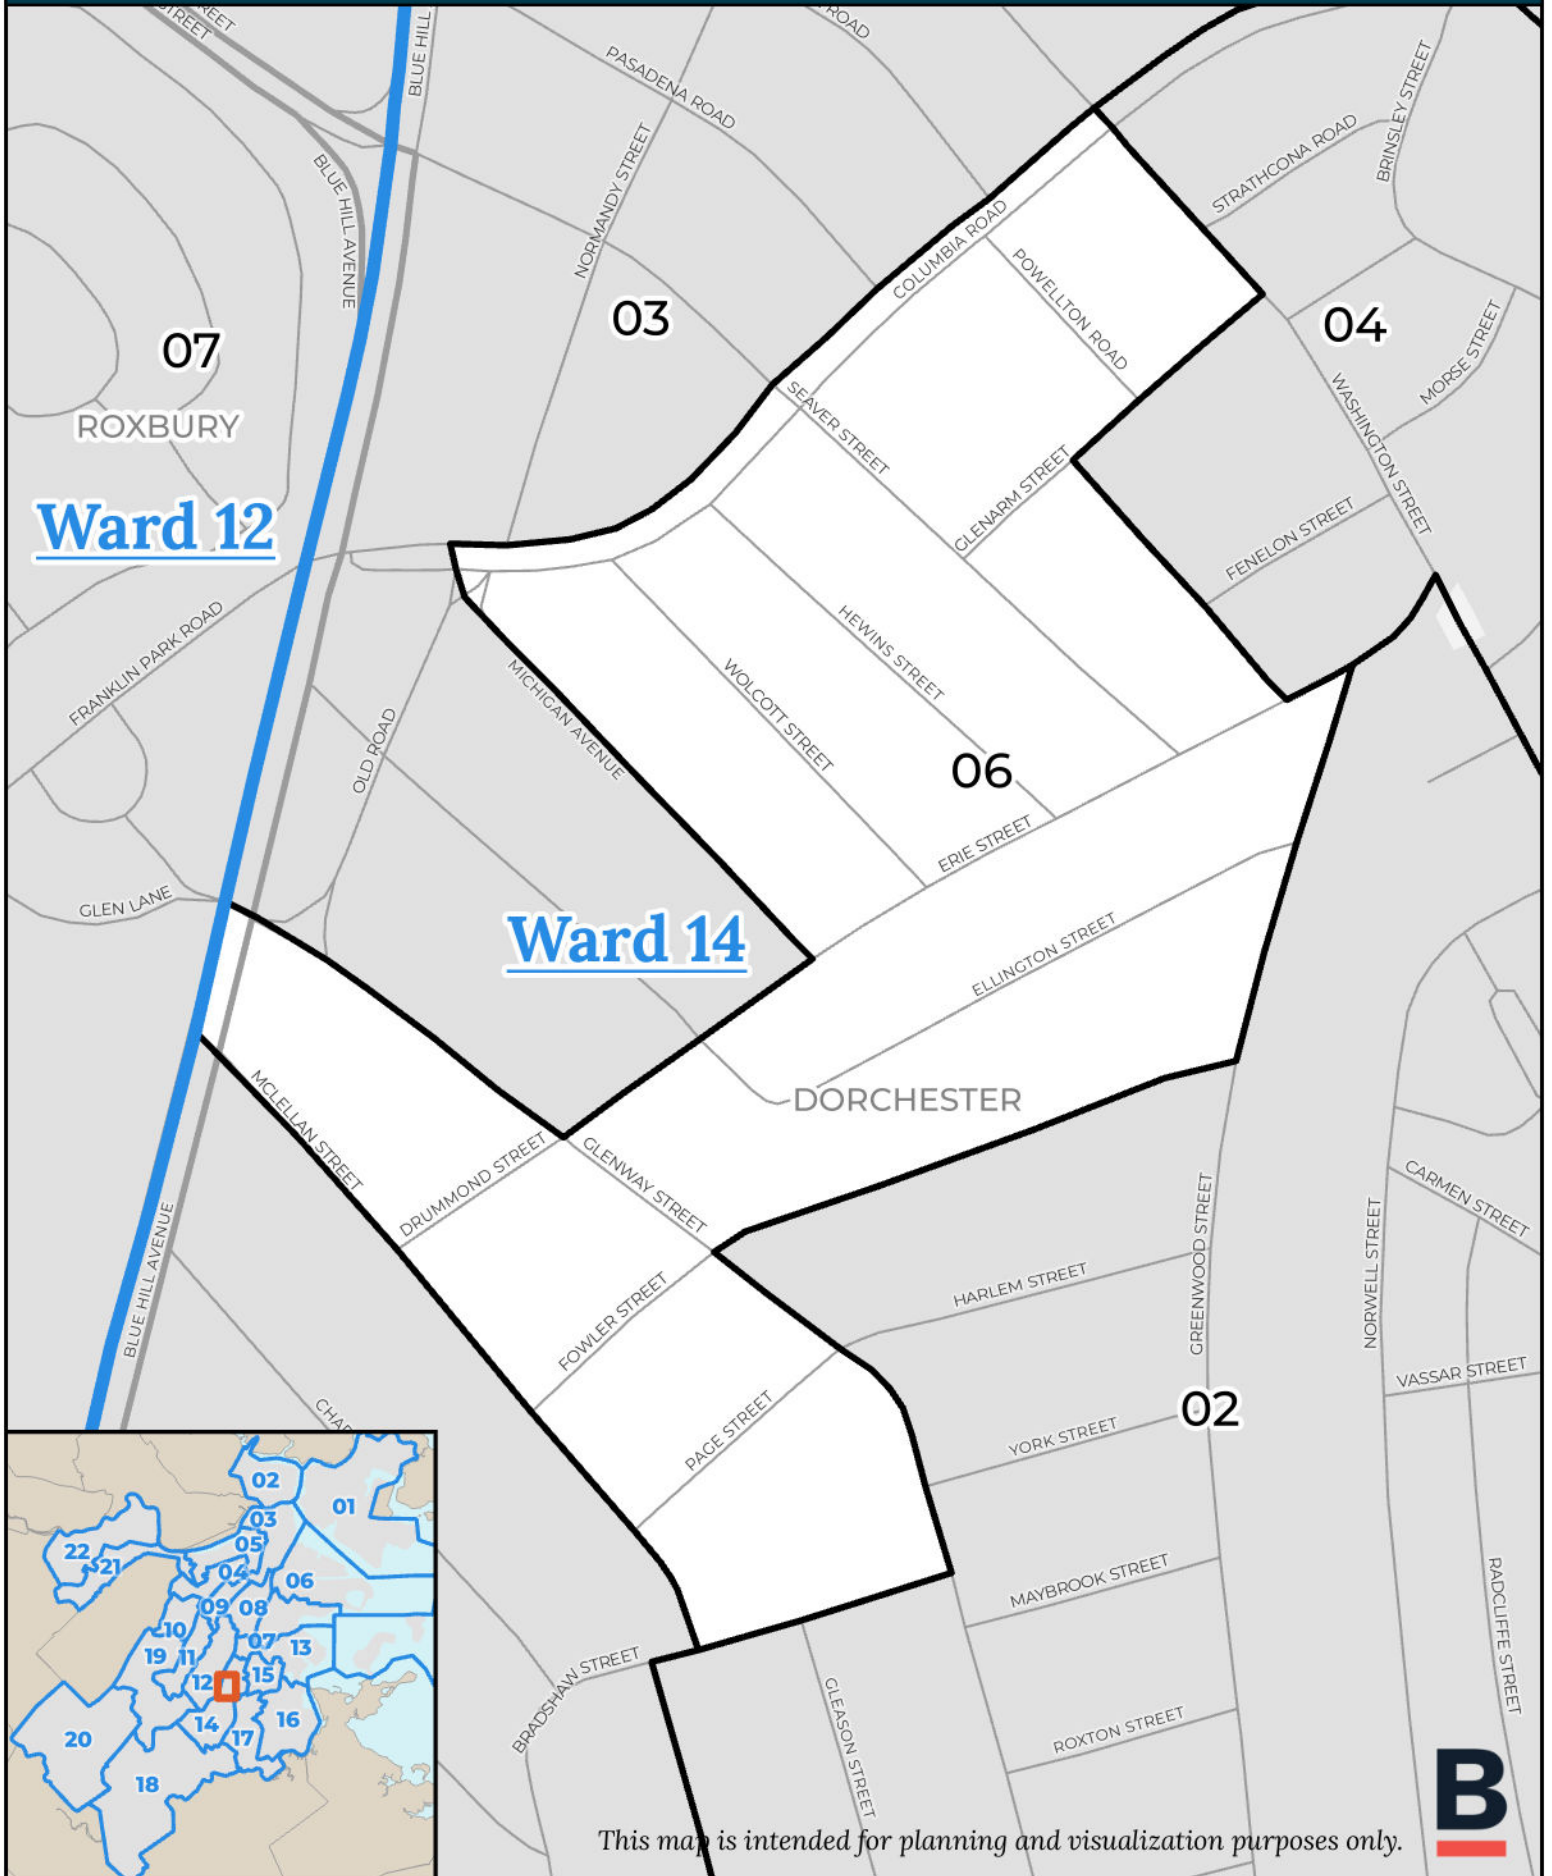 STREET
STREET
BLUE HILL
ROAD
PASADENA ROAD
BRINSLEY STREET
STRATHCONA ROAD
NORMANDY STREET
BLUE HILL AVENUE
COLUMBIA ROAD
POWELLTON ROAD
03
04
07
MORSE STREET
ROXBURY
SEAVER STREET
WASHINGTON STREET
Ward 12
GLENARM STREET
FENELON STREET
FRANKLIN PARK ROAD
HEWINS STREET
MICHIGAN AVENUE
WOLCOTT STREET
OLD ROAD
06
ERIE STREET
GLEN LANE
Ward 14
ELLINGTON STREET
DORCHESTER
MCLELLAN STREET
DRUMMOND STREET
GLENWAY STREET
CARMEN STREET
GREENWOOD STREET
NORWELL STREET
BLUE HILL AVENUE
HARLEM STREET
FOWLER STREET
VASSAR STREET
PAGE STREET
02
YORK STREET
CHAR
MAYBROOK STREET
RADCLIFFE STREET
BRADSHAW STREET
GLEASON STREET
ROXTON STREET
02
01
03
05
22
21
04
06
09
08
10
07
13
19
11
12
15
14
16
17
20
18
B
This map is intended for planning and visualization purposes only.